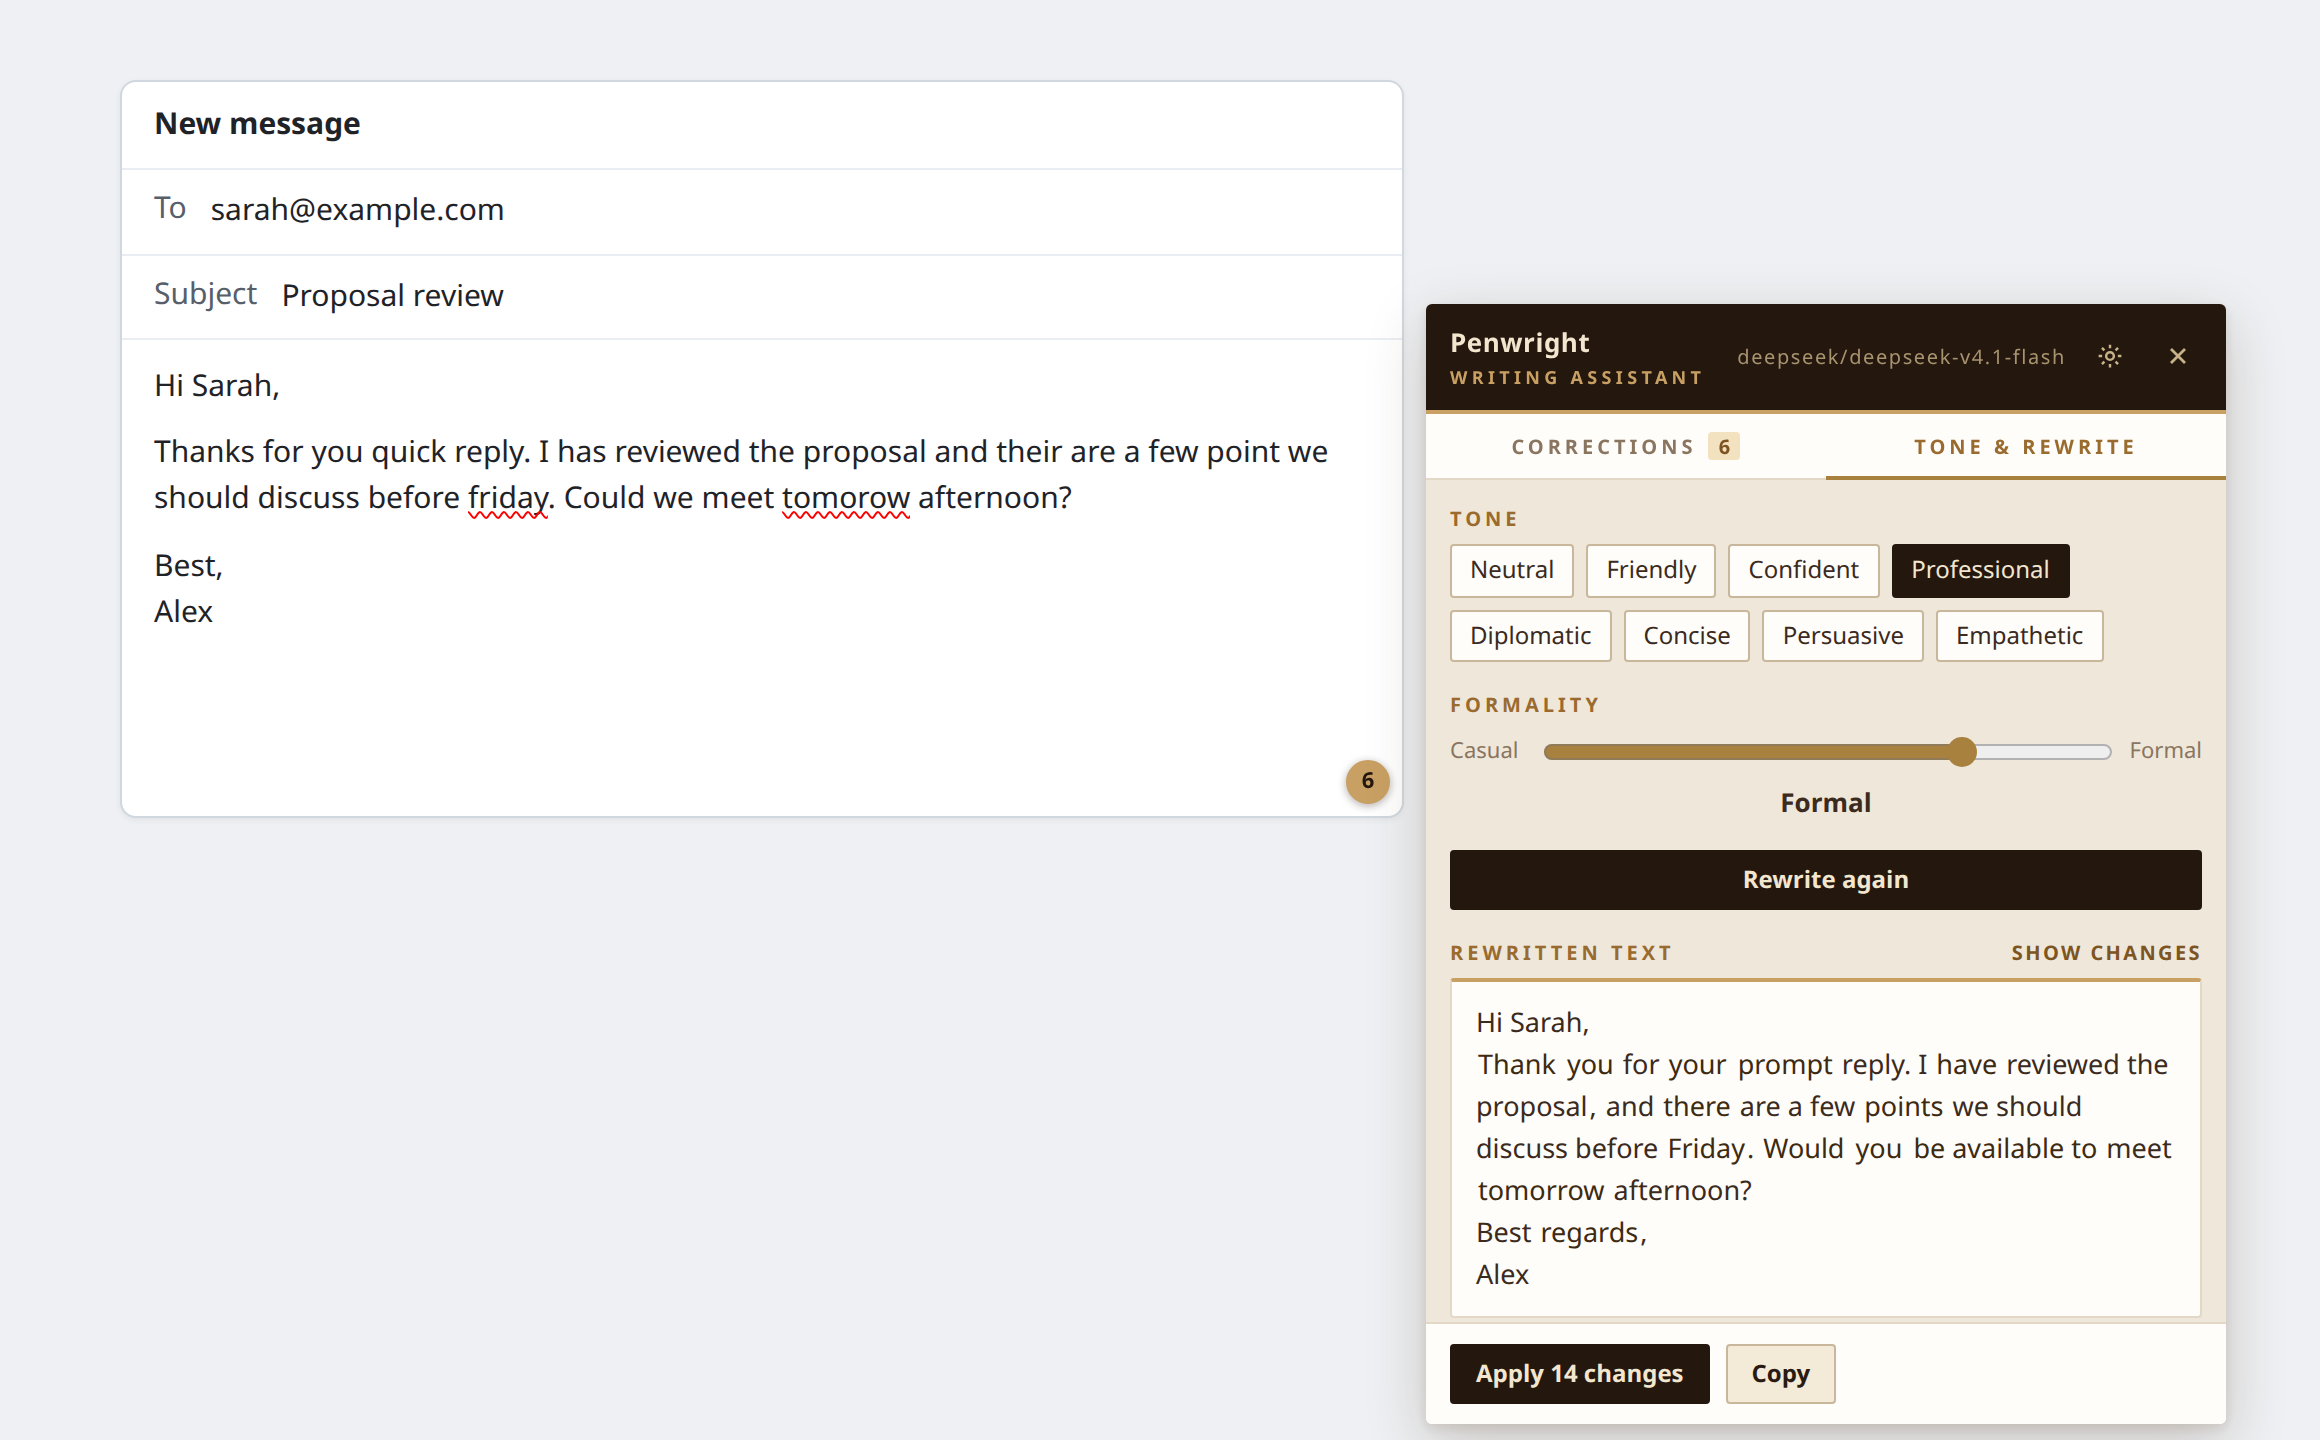 New message
To sarah@example.com
Subject Proposal review
Hi Sarah,
Thanks for you quick reply. I has reviewed the proposal and their are a few point we
should discuss before friday. Could we meet tomorow afternoon?
Best,
Alex
6
Penwright
WRITING ASSISTANT
deepseek/deepseek-v4.1-flash
CORRECTIONS 6
TONE & REWRITE
TONE
Neutral Friendly Confident Professional
Diplomatic Concise Persuasive Empathetic
FORMALITY
Casual Formal
Formal
Rewrite again
REWRITTEN TEXT SHOW CHANGES
Hi Sarah,
Thank you for your prompt reply. I have reviewed the
proposal, and there are a few points we should
discuss before Friday. Would you be available to meet
tomorrow afternoon?
Best regards,
Alex
Apply 14 changes Copy